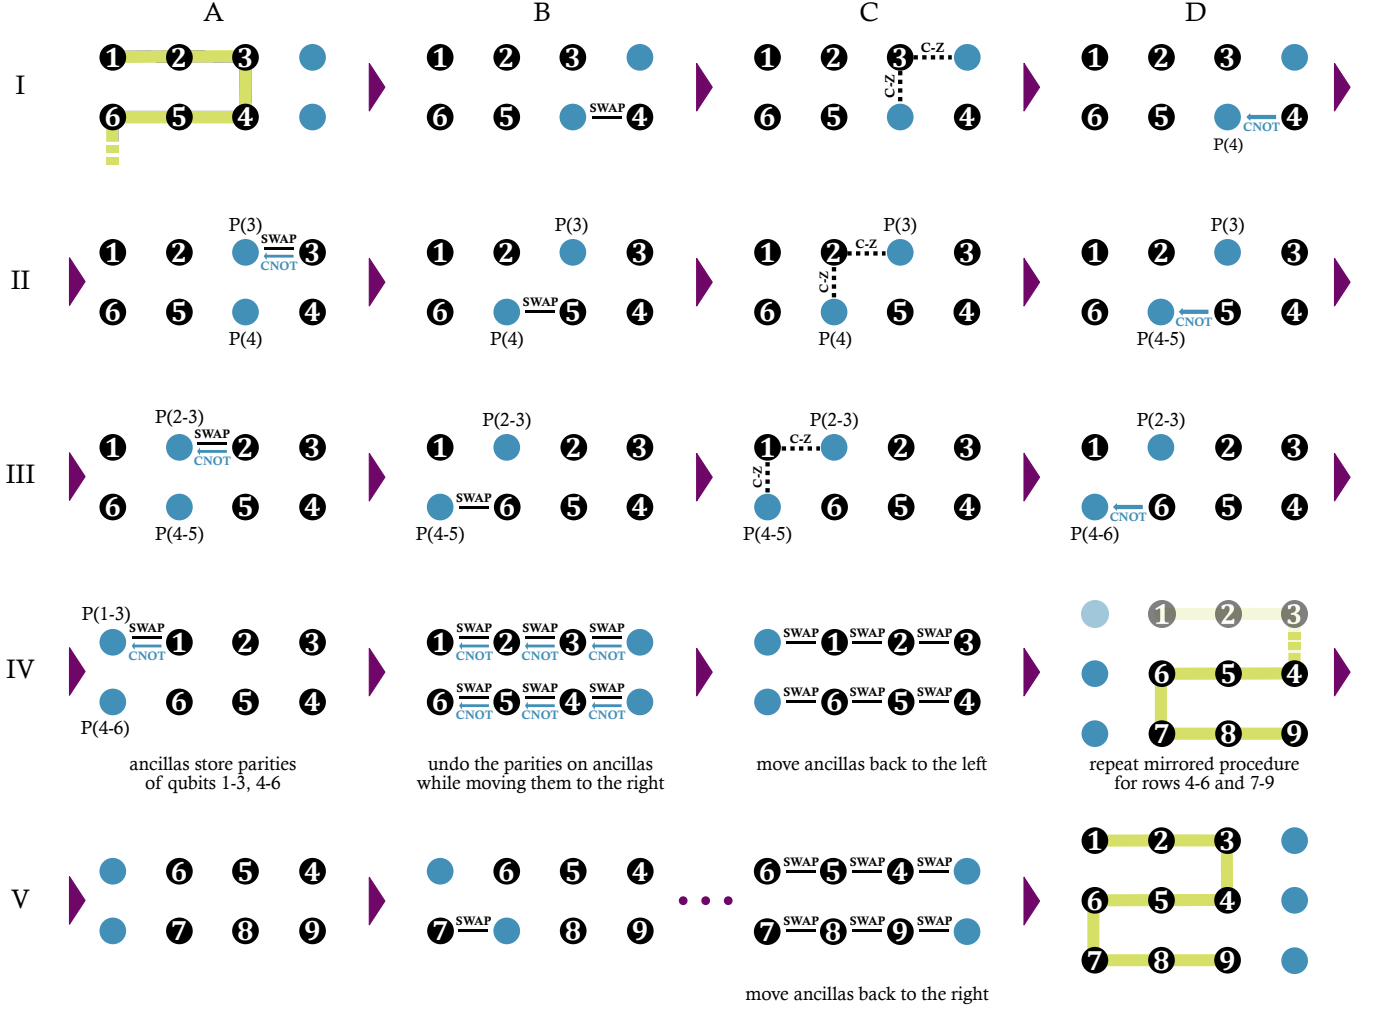 A B C D
I
1 2 3
6 5 4
1 2 3
6 5 SWAP 4
1 2 3 C-Z
C-Z
6 5 4
1 2 3
6 5 CNOT 4
P(4)
II
P(3)
1 2 SWAP CNOT 3
6 5 4
P(4)
P(3)
1 2 3
6 SWAP 5 4
P(4)
P(3)
1 2 C-Z 3
C-Z
6 5 4
P(4)
P(3)
1 2 3
6 CNOT 5 4
P(4-5)
III
P(2-3)
1 SWAP CNOT 2 3
6 5 4
P(4-5)
P(2-3)
1 2 3
SWAP 6 5 4
P(4-5)
P(2-3)
1 C-Z 2 3
C-Z
6 5 4
P(4-5)
P(2-3)
1 2 3
CNOT 6 5 4
P(4-6)
IV
P(1-3)
SWAP CNOT 1 2 3
6 5 4
P(4-6)
ancillas store parities
of qubits 1-3, 4-6
SWAP SWAP SWAP
1 2 3
CNOT CNOT CNOT
SWAP SWAP SWAP
6 5 4
CNOT CNOT CNOT
undo the parities on ancillas
while moving them to the right
SWAP 1 SWAP 2 SWAP 3
SWAP 6 SWAP 5 SWAP 4
move ancillas back to the left
1 2 3
6 5 4
7 8 9
repeat mirrored procedure
for rows 4-6 and 7-9
V
6 5 4
7 8 9
6 5 4
7 SWAP 8 9
6 SWAP 5 SWAP 4 SWAP
7 SWAP 8 SWAP 9 SWAP
move ancillas back to the right
1 2 3
6 5 4
7 8 9